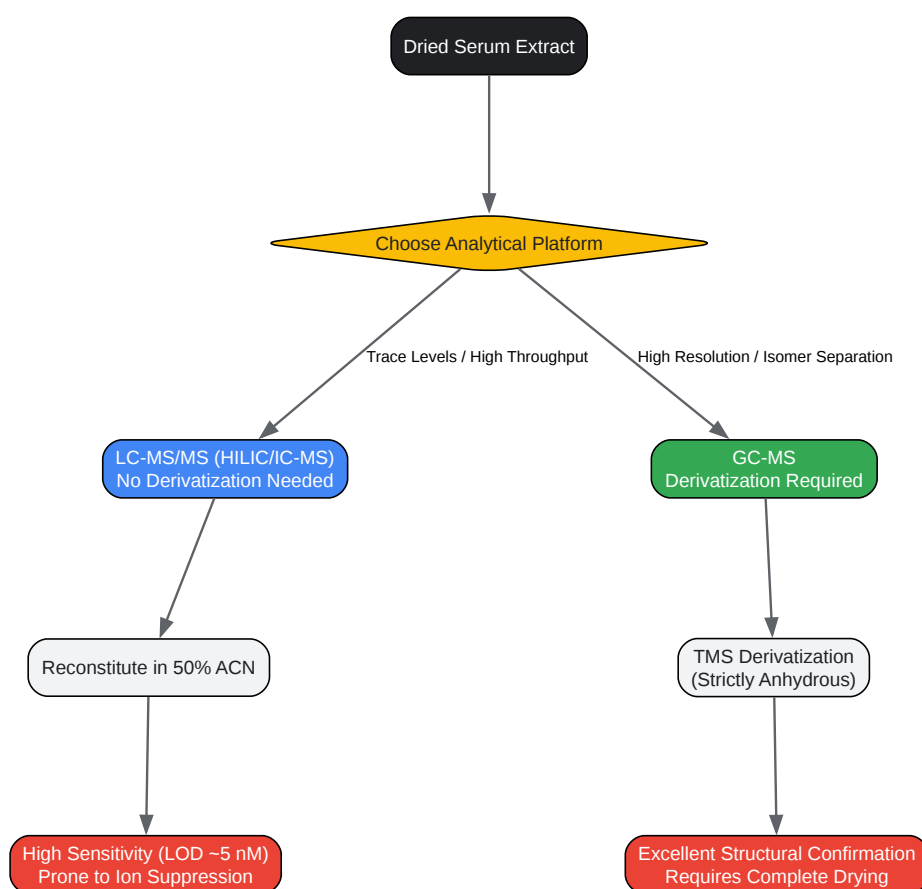 Dried Serum Extract
Choose Analytical Platform
Trace Levels / High Throughput
High Resolution / Isomer Separation
LC-MS/MS (HILIC/IC-MS)
No Derivatization Needed
GC-MS
Derivatization Required
Reconstitute in 50% ACN
TMS Derivatization
(Strictly Anhydrous)
High Sensitivity (LOD ~5 nM)
Prone to Ion Suppression
Excellent Structural Confirmation
Requires Complete Drying